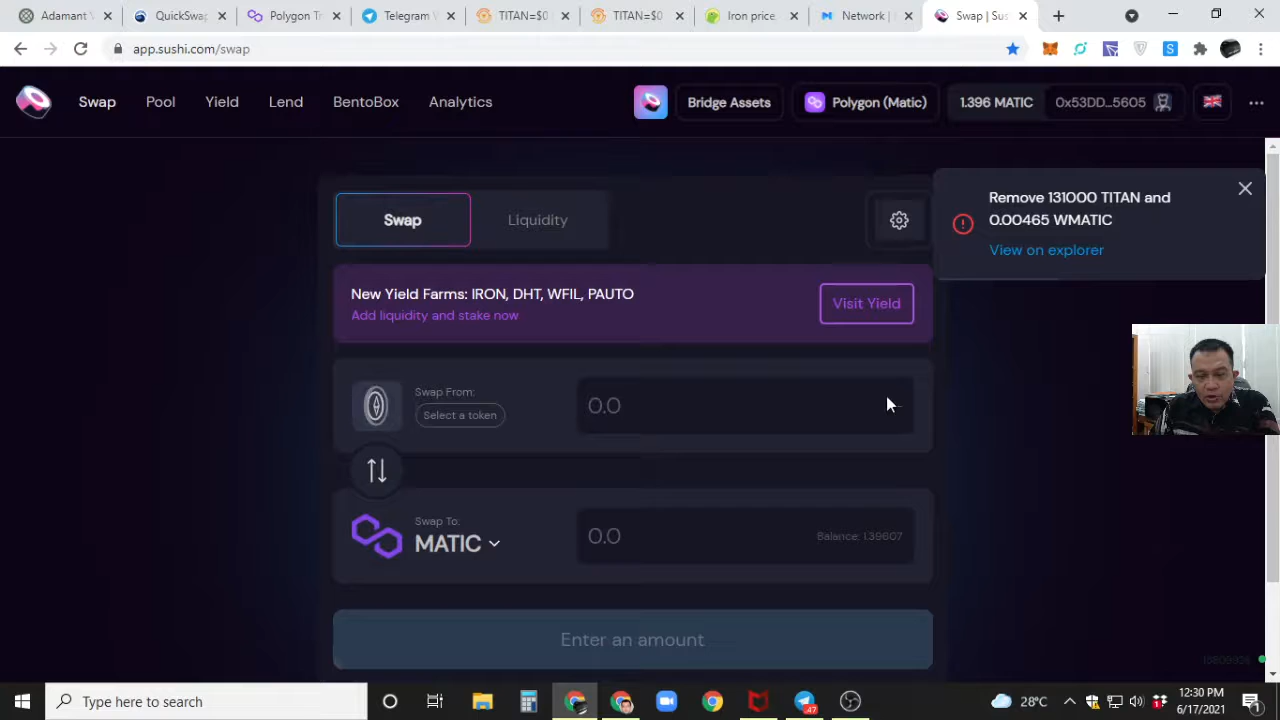 Adamant
QuickSwap
Polygon T
Telegram
TITAN=$0
TITAN=$0
Iron price
Network |
Swap | Sus
app.sushi.com/swap
Swap
Pool
Yield
Lend
BentoBox
Analytics
Bridge Assets
Polygon (Matic)
1.396 MATIC
0x53DD...5605
Swap
Liquidity
Remove 131000 TITAN and
0.00465 WMATIC
View on explorer
New Yield Farms: IRON, DHT, WFIL, PAUTO
Add liquidity and stake now
Visit Yield
Swap From:
Select a token
0.0
Swap To:
MATIC
0.0
Balance: 1.39607
Enter an amount
Type here to search
47
28°C
12:30 PM
6/17/2021
1